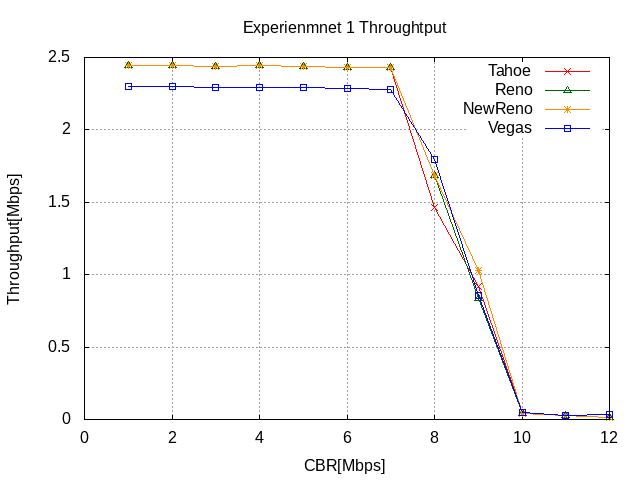 Experienmnet 1 Throughtput
2.5
2
1.5
1
0.5
0
0 2 4 6 8 10 12
Throughput[Mbps]
CBR[Mbps]
Tahoe
Reno
NewReno
Vegas